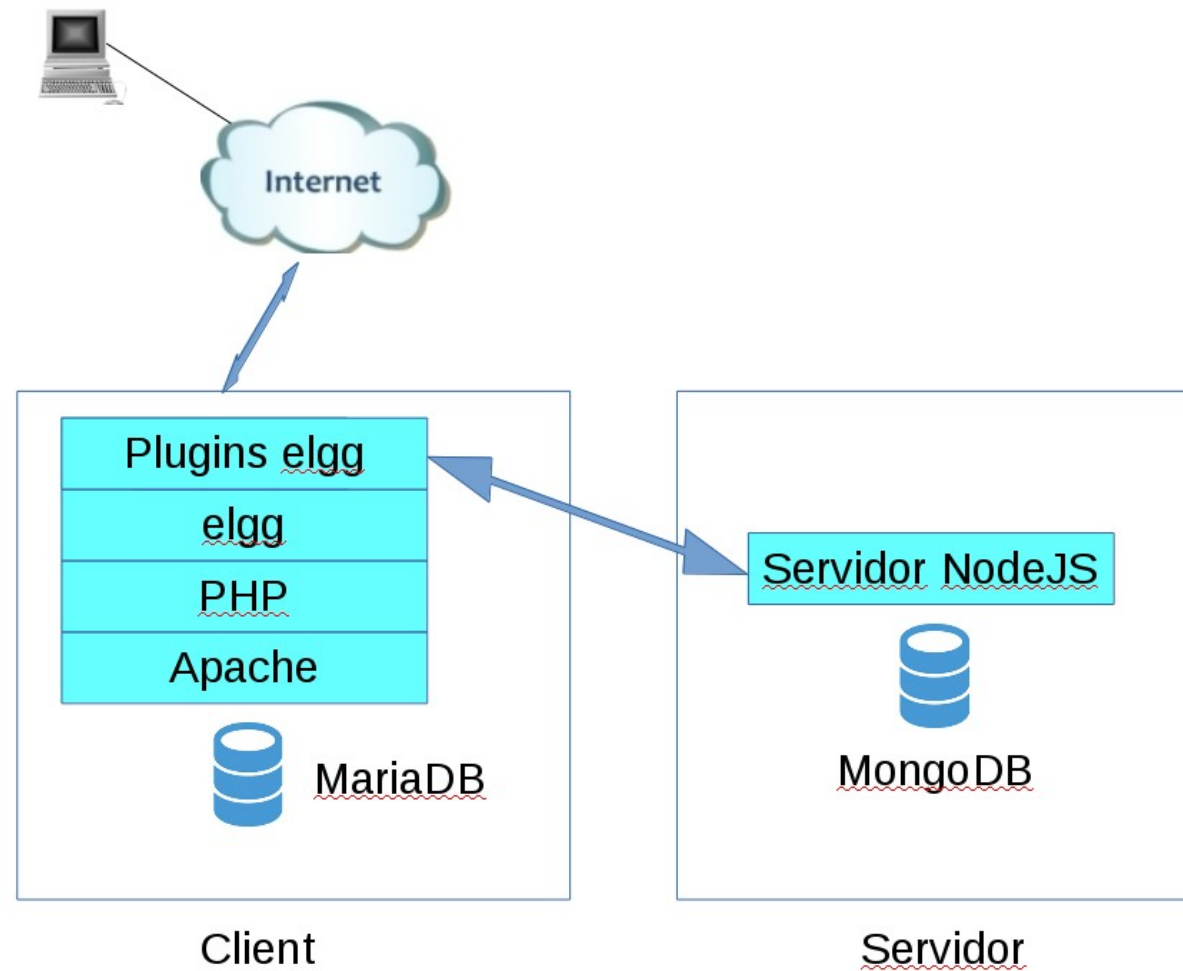 Internet
Plugins elgg
elgg
PHP
Apache
MariaDB
Client
Servidor NodeJS
MongoDB
Servidor